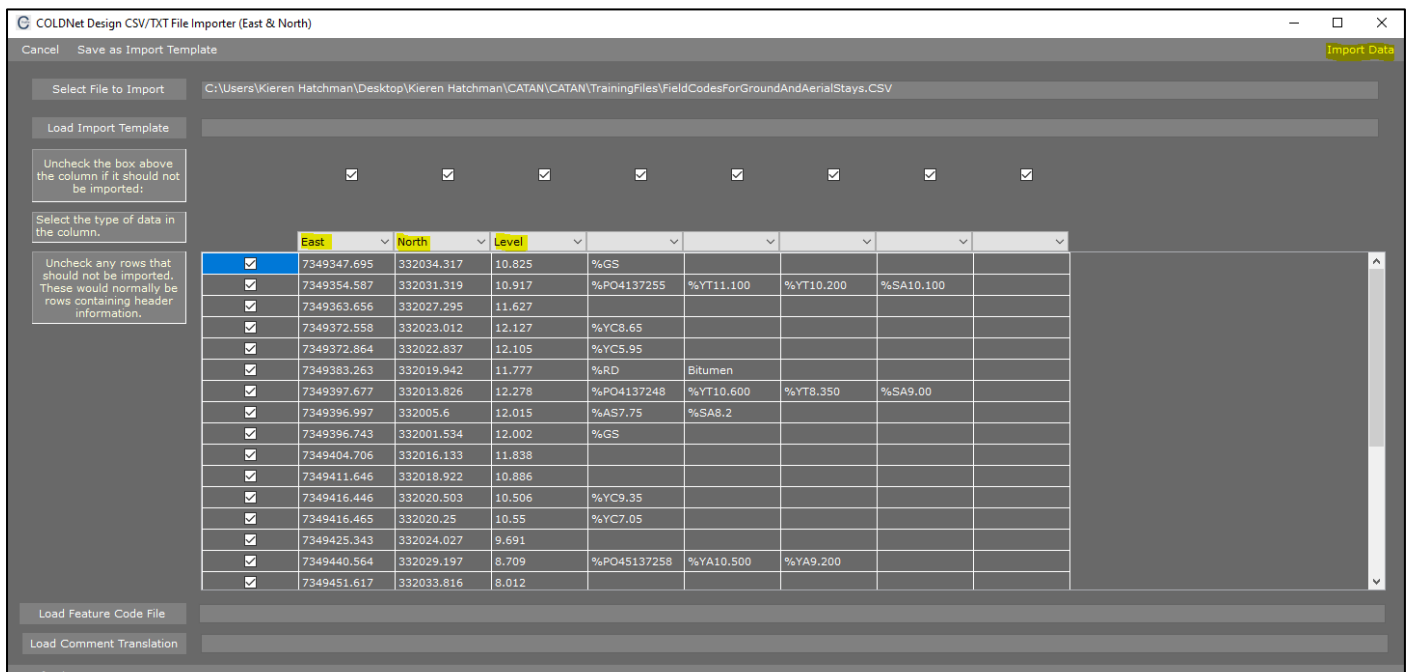 COLDNet Design CSV/TXT File Importer (East & North)
Cancel Save as Import Template Import Data
Select File to Import C:\Users\Kieren Hatchman\Desktop\Kieren Hatchman\CATAN\CATAN\TrainingFiles\FieldCodesForGroundAndAerialStays.CSV
Load Import Template
Uncheck the box above
the column if it should not
be imported:
Select the type of data in
the column.
East North Level
Uncheck any rows that
should not be imported.
These would normally be
rows containing header
information.
7349347.695 332034.317 10.825 %GS
7349354.587 332031.319 10.917 %PO4137255 %YT11.100 %YT10.200 %SA10.100
7349363.656 332027.295 11.627
7349372.558 332023.012 12.127 %YC8.65
7349372.864 332022.837 12.105 %YC5.95
7349383.263 332019.942 11.777 %RD Bitumen
7349397.677 332013.826 12.278 %PO4137248 %YT10.600 %YT8.350 %SA9.00
7349396.997 332005.6 12.015 %AS7.75 %SA8.2
7349396.743 332001.534 12.002 %GS
7349404.706 332016.133 11.838
7349411.646 332018.922 10.886
7349416.446 332020.503 10.506 %YC9.35
7349416.465 332020.25 10.55 %YC7.05
7349425.343 332024.027 9.691
7349440.564 332029.197 8.709 %PO45137258 %YA10.500 %YA9.200
7349451.617 332033.816 8.012
Load Feature Code File
Load Comment Translation